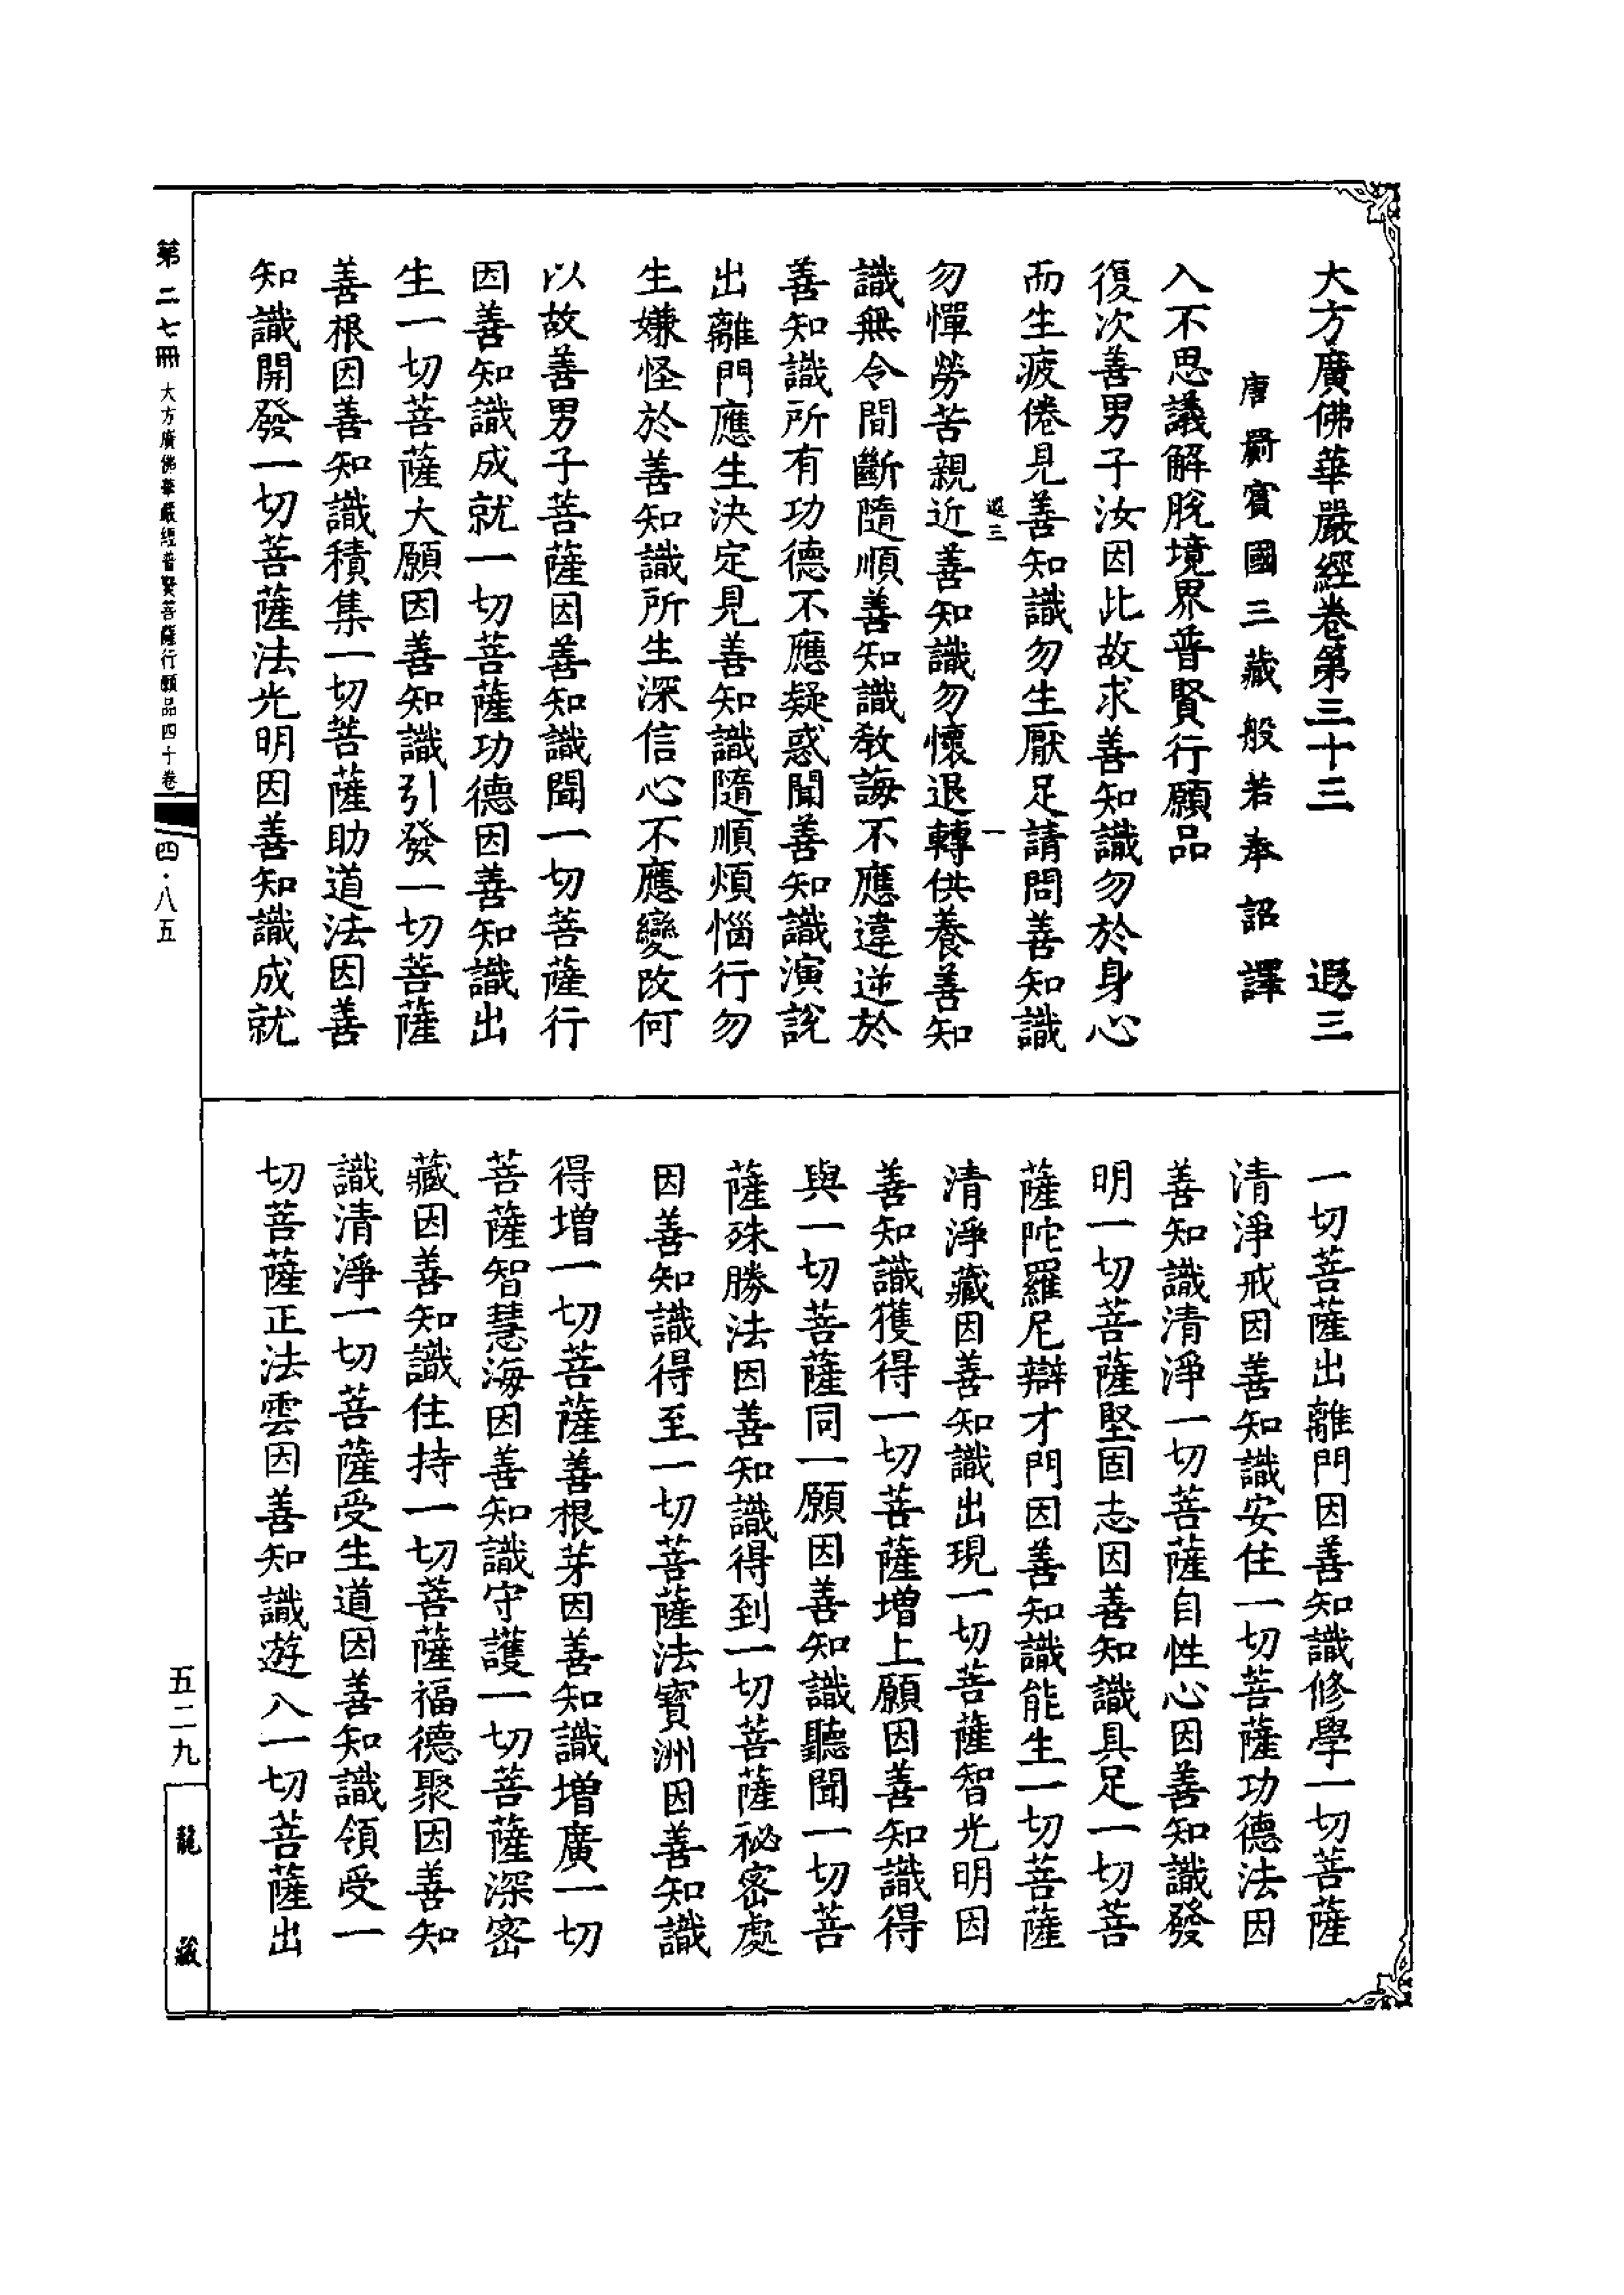 大方廣佛華嚴經卷第三十三　遐三
唐罽賓國三藏般若奉詔譯
入不思議解脫境界普賢行願品
復次善男子汝因此故求善知識勿於身心
而生疲倦見善知識勿生厭足請問善知識
遐三　一
勿憚勞苦親近善知識勿懷退轉供養善知
識無令間斷隨順善知識教誨不應違逆於
善知識所有功德不應疑惑聞善知識演說
出離門應生決定見善知識隨順煩惱行勿
生嫌怪於善知識所生深信心不應變改何
以故善男子菩薩因善知識聞一切菩薩行
因善知識成就一切菩薩功德因善知識出
生一切菩薩大願因善知識引發一切菩薩
善根因善知識積集一切菩薩助道法因善
知識開發一切菩薩法光明因善知識成就
一切菩薩出離門因善知識修學一切菩薩
清淨戒因善知識安住一切菩薩功德法因
善知識清淨一切菩薩自性心因善知識發
明一切菩薩堅固志因善知識具足一切菩
薩陀羅尼辯才門因善知識能生一切菩薩
清淨藏因善知識出現一切菩薩智光明因
善知識獲得一切菩薩增上願因善知識得
與一切菩薩同一願因善知識聽聞一切菩
薩殊勝法因善知識得到一切菩薩祕密處
因善知識得至一切菩薩法寶洲因善知識
得增一切菩薩善根芽因善知識增廣一切
菩薩智慧海因善知識守護一切菩薩深密
藏因善知識住持一切菩薩福德聚因善知
識清淨一切菩薩受生道因善知識領受一
切菩薩正法雲因善知識遊入一切菩薩出
第二七冊　大方廣佛華嚴經普賢菩薩行願品四十卷　四・八五
五二九　龍藏